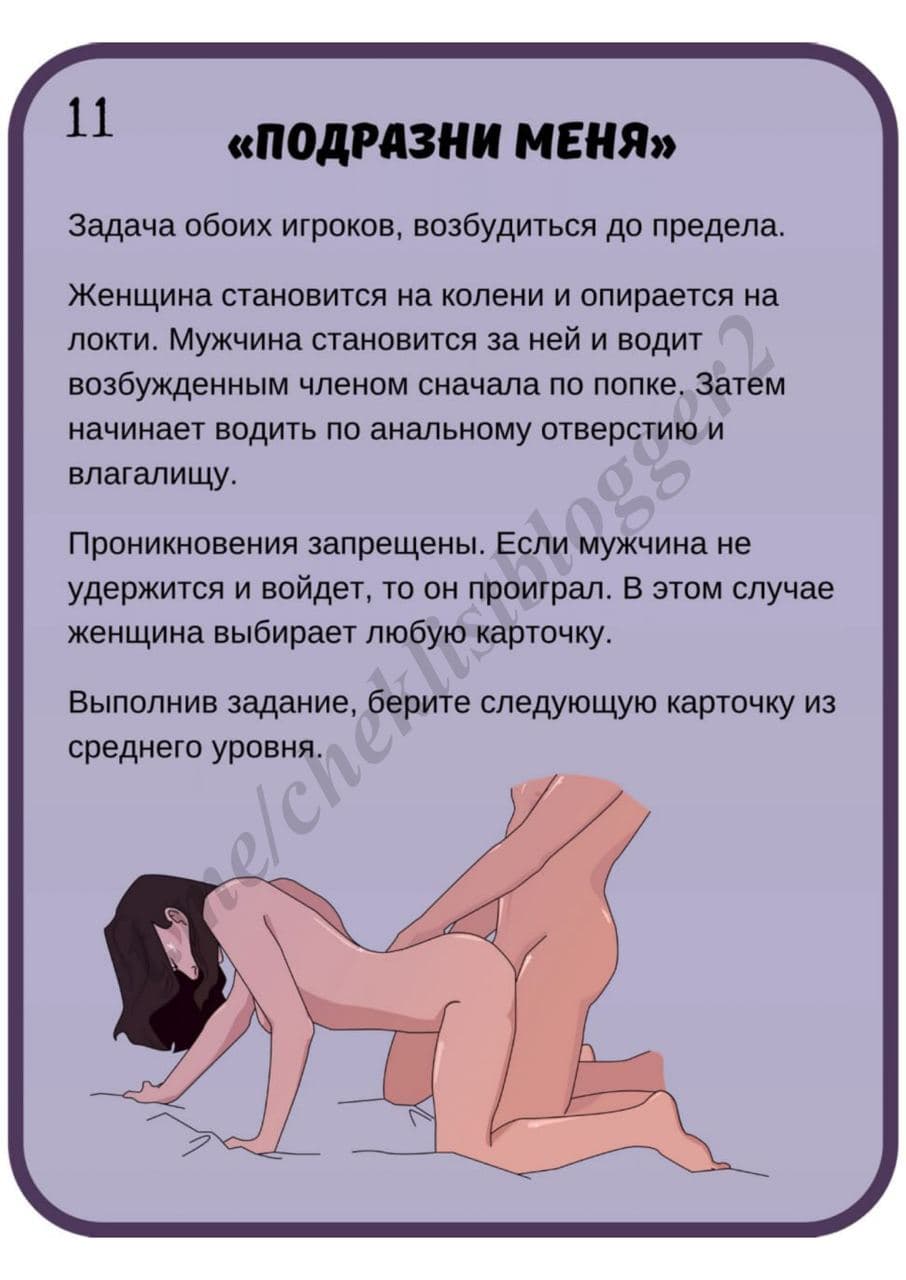 11
«ПОДРАЗНИ МЕНЯ»
Задача обоих игроков, возбудиться до предела.
Женщина становится на колени и опирается на
локти. Мужчина становится за ней и водит
возбужденным членом сначала по попке. Затем
начинает водить по анальному отверстию и
влагалищу.
Проникновения запрещены. Если мужчина не
удержится и войдет, то он проиграл. В этом случае
женщина выбирает любую карточку.
Выполнив задание, берите следующую карточку из
среднего уровня.
me/cheklistblogger2